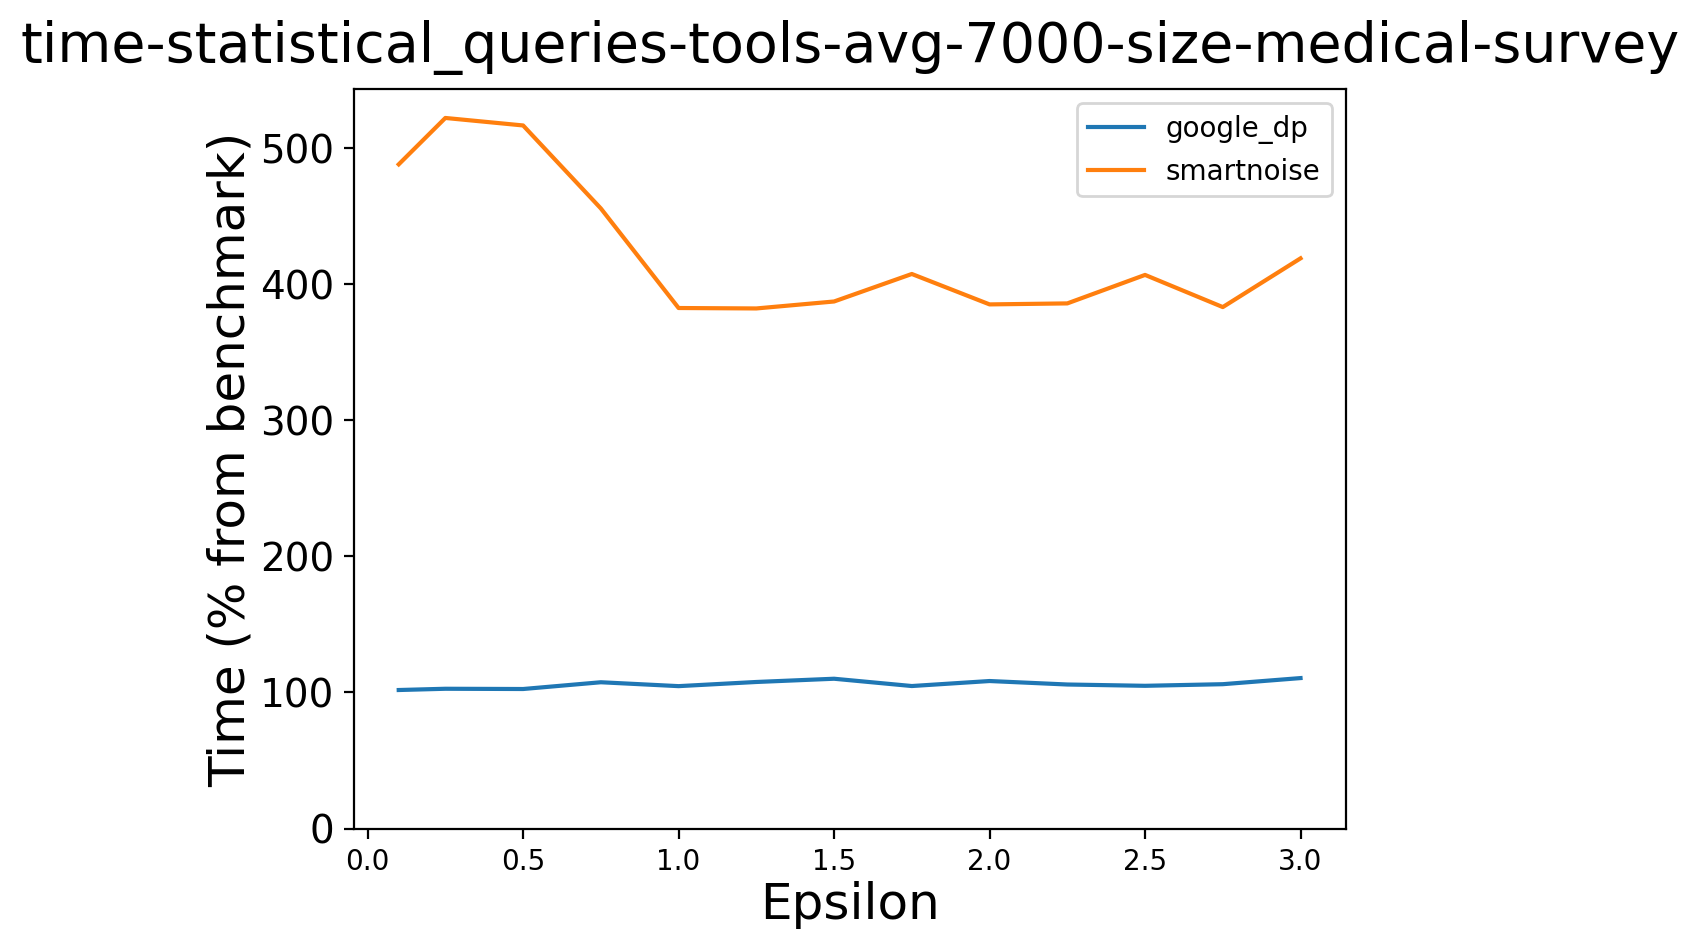 time-statistical_queries-tools-avg-7000-size-medical-survey
google_dp
smartnoise
Time (% from benchmark)
500
400
300
200
100
0
0.0 0.5 1.0 1.5 2.0 2.5 3.0
Epsilon